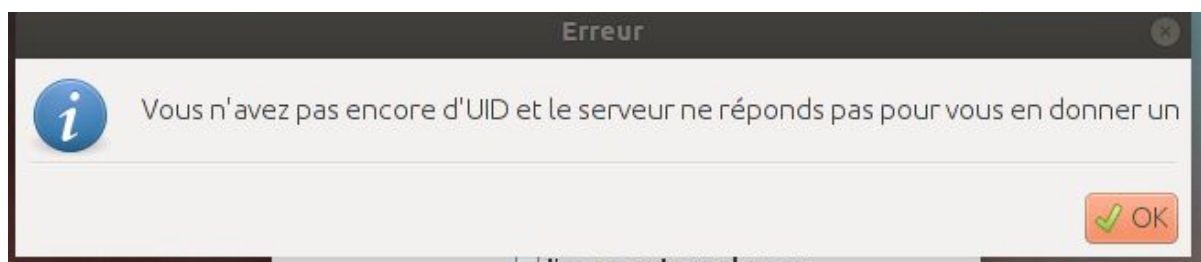 Erreur
Vous n'avez pas encore d'UID et le serveur ne réponds pas pour vous en donner un
OK